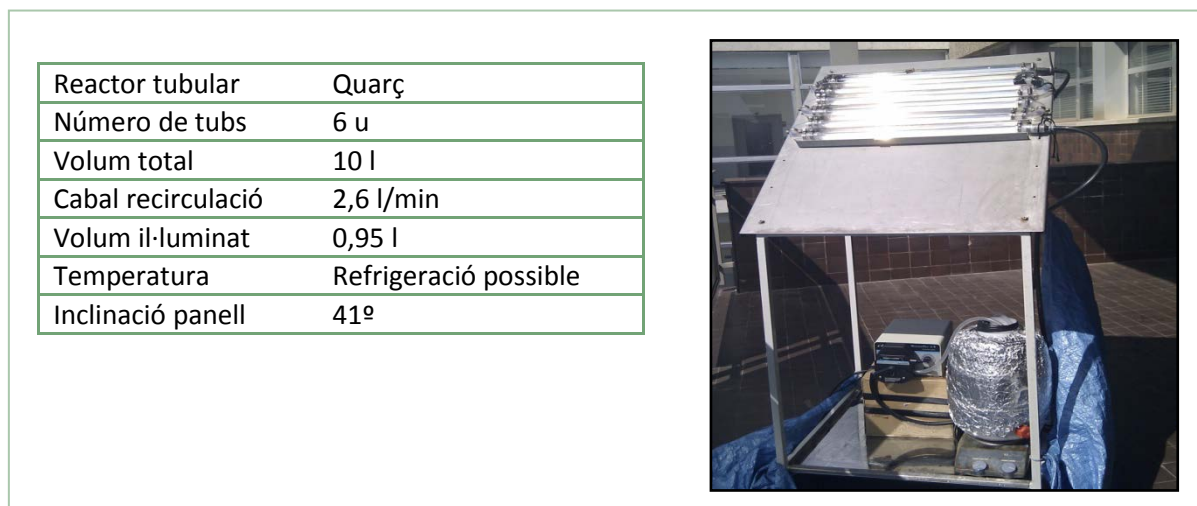 Reactor tubular Quarç
Número de tubs 6 u
Volum total 10 l
Cabal recirculació 2,6 l/min
Volum il·luminat 0,95 l
Temperatura Refrigeració possible
Inclinació panell 41º